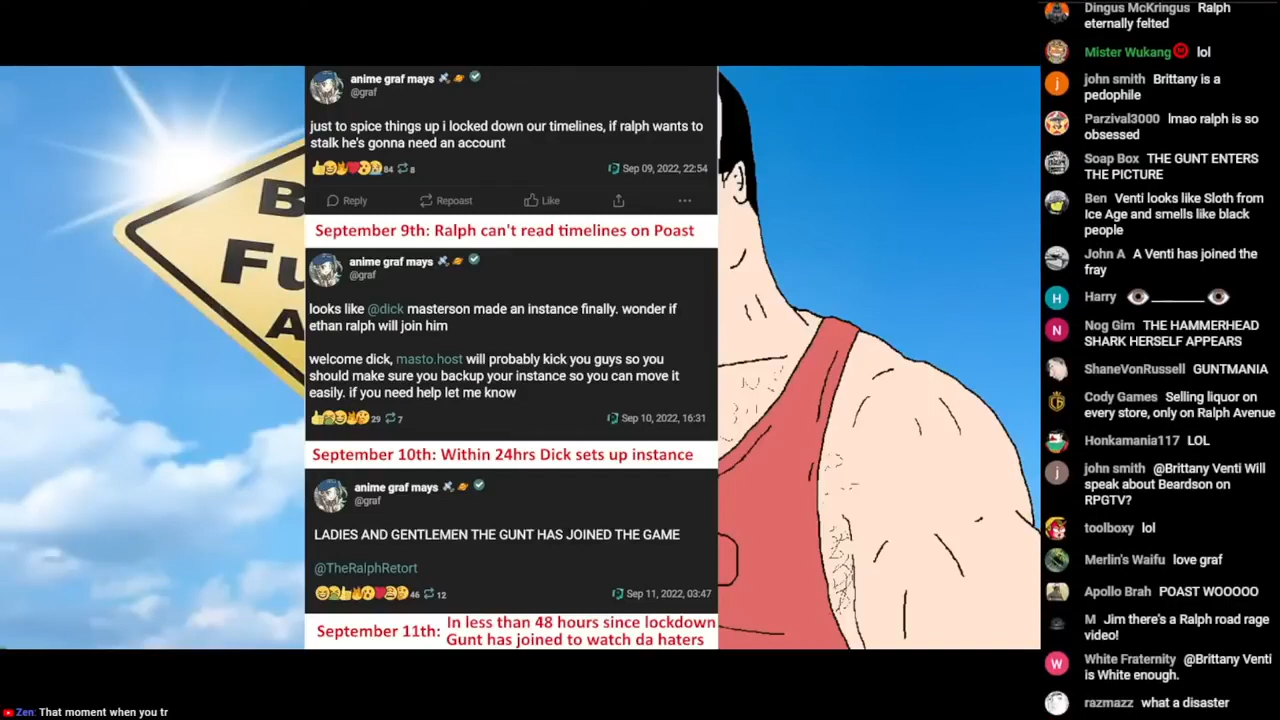 B
Fu
A
anime graf mays
@graf
just to spice things up i locked down our timelines, if ralph wants to
stalk he's gonna need an account
84 8
Sep 09, 2022, 22:54
Reply Repoast Like
September 9th: Ralph can't read timelines on Poast
anime graf mays
@graf
looks like @dick masterson made an instance finally. wonder if
ethan ralph will join him
welcome dick, masto.host will probably kick you guys so you
should make sure you backup your instance so you can move it
easily. if you need help let me know
29 7
Sep 10, 2022, 16:31
September 10th: Within 24hrs Dick sets up instance
anime graf mays
@graf
LADIES AND GENTLEMEN THE GUNT HAS JOINED THE GAME
@TheRalphRetort
46 12
Sep 11, 2022, 03:47
September 11th: In less than 48 hours since lockdown
Gunt has joined to watch da haters
Dingus McKringus Ralph
eternally felted
Mister Wukang lol
john smith Brittany is a
pedophile
Parzival3000 lmao ralph is so
obsessed
Soap Box THE GUNT ENTERS
THE PICTURE
Ben Venti looks like Sloth from
Ice Age and smells like black
people
John A A Venti has joined the
fray
H
Harry 👁_______👁
N
Nog Gim THE HAMMERHEAD
SHARK HERSELF APPEARS
ShaneVonRussell GUNTMANIA
Cody Games Selling liquor on
every store, only on Ralph Avenue
Honkamania117 LOL
j
john smith @Brittany Venti Will
speak about Beardson on
RPGTV?
toolboxy lol
Merlin's Waifu love graf
Apollo Brah POAST WOOOOO
M Jim there's a Ralph road rage
video!
W
White Fraternity @Brittany Venti
is White enough.
razmazz what a disaster
Zen: That moment when you tr